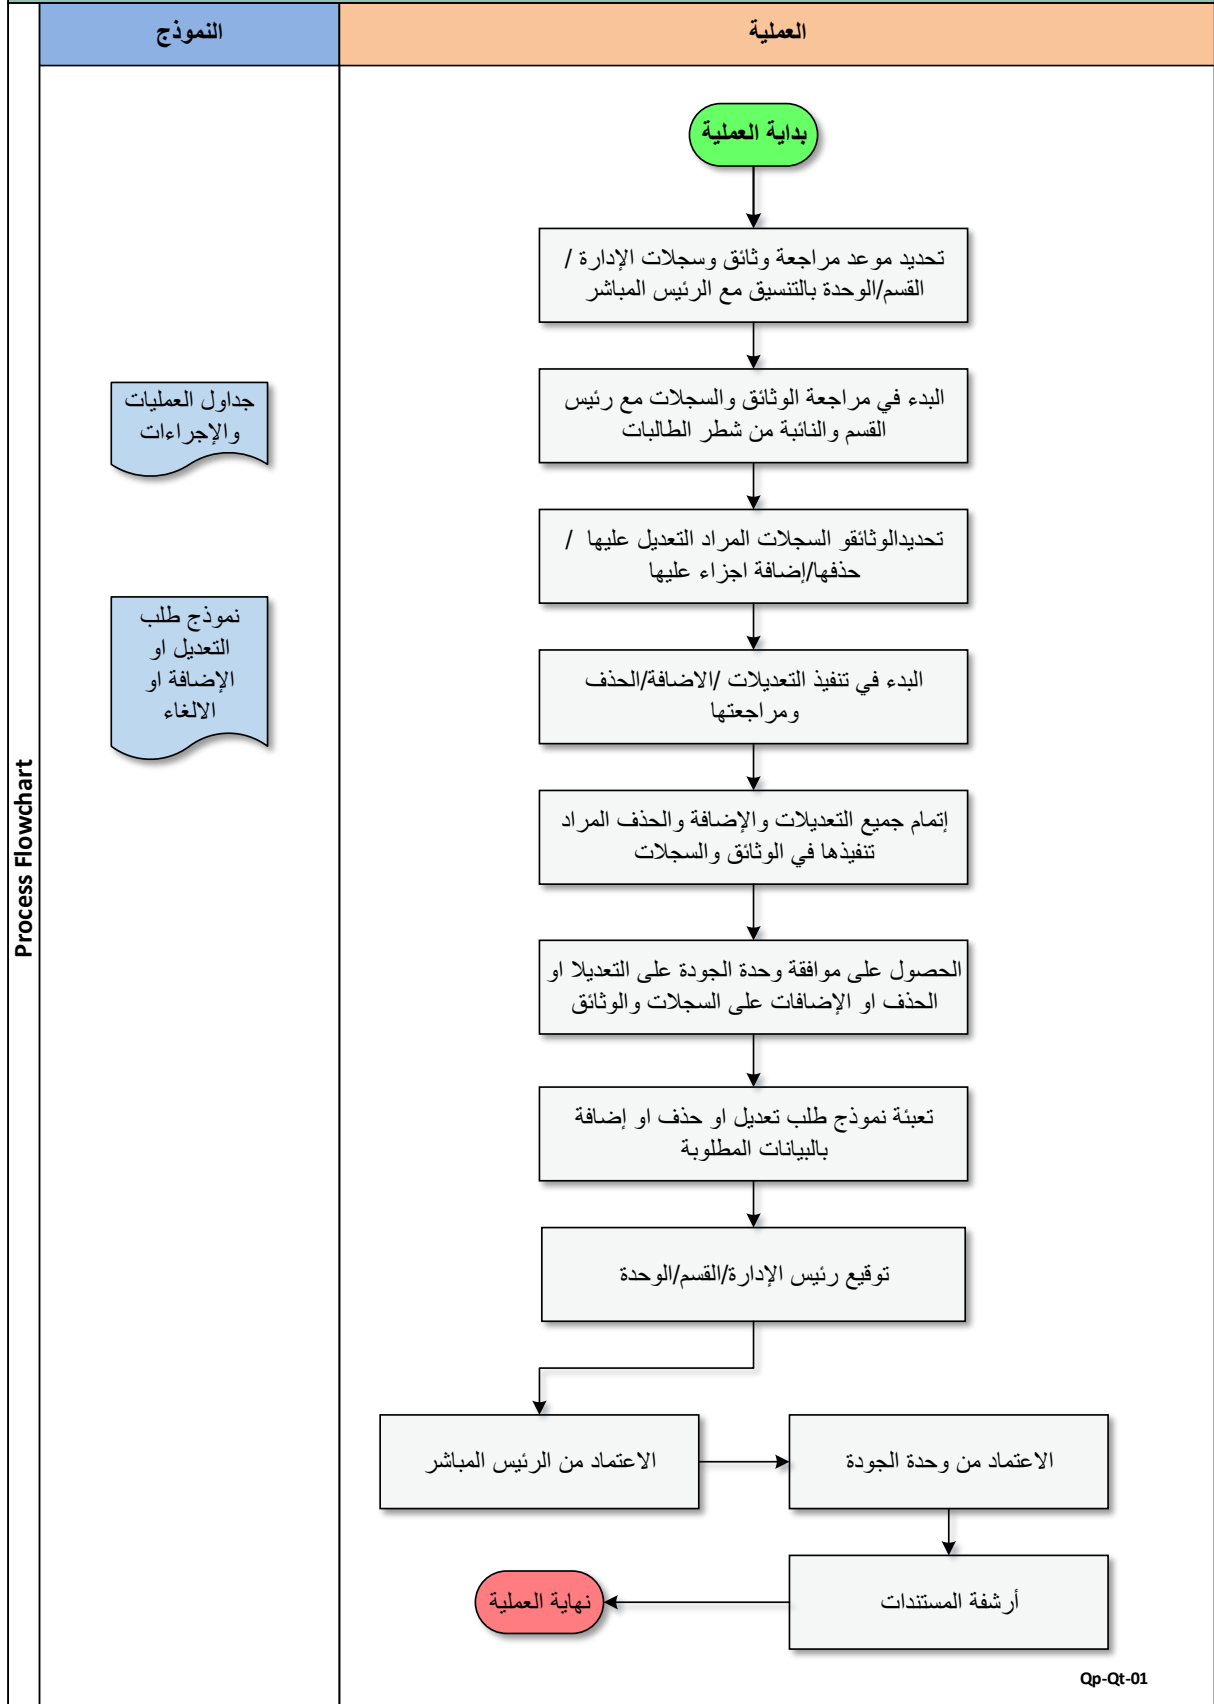 العملية
النموذج
بداية العملية
تحديد موعد مراجعة وثائق وسجلات الإدارة /
القسم/الوحدة بالتنسيق مع الرئيس المباشر
البدء في مراجعة الوثائق والسجلات مع رئيس
القسم والنائبة من شطر الطالبات
جداول العمليات
والإجراءات
تحديدالوثائقو السجلات المراد التعديل عليها /
حذفها/إضافة اجزاء عليها
نموذج طلب
التعديل او
الإضافة او
الالغاء
البدء في تنفيذ التعديلات /الاضافة/الحذف
ومراجعتها
إتمام جميع التعديلات والإضافة والحذف المراد
تنفيذها في الوثائق والسجلات
الحصول على موافقة وحدة الجودة على التعديلا او
الحذف او الإضافات على السجلات والوثائق
تعبئة نموذج طلب تعديل او حذف او إضافة
بالبيانات المطلوبة
توقيع رئيس الإدارة/القسم/الوحدة
الاعتماد من الرئيس المباشر
الاعتماد من وحدة الجودة
أرشفة المستندات
نهاية العملية
Process Flowchart
Qp-Qt-01